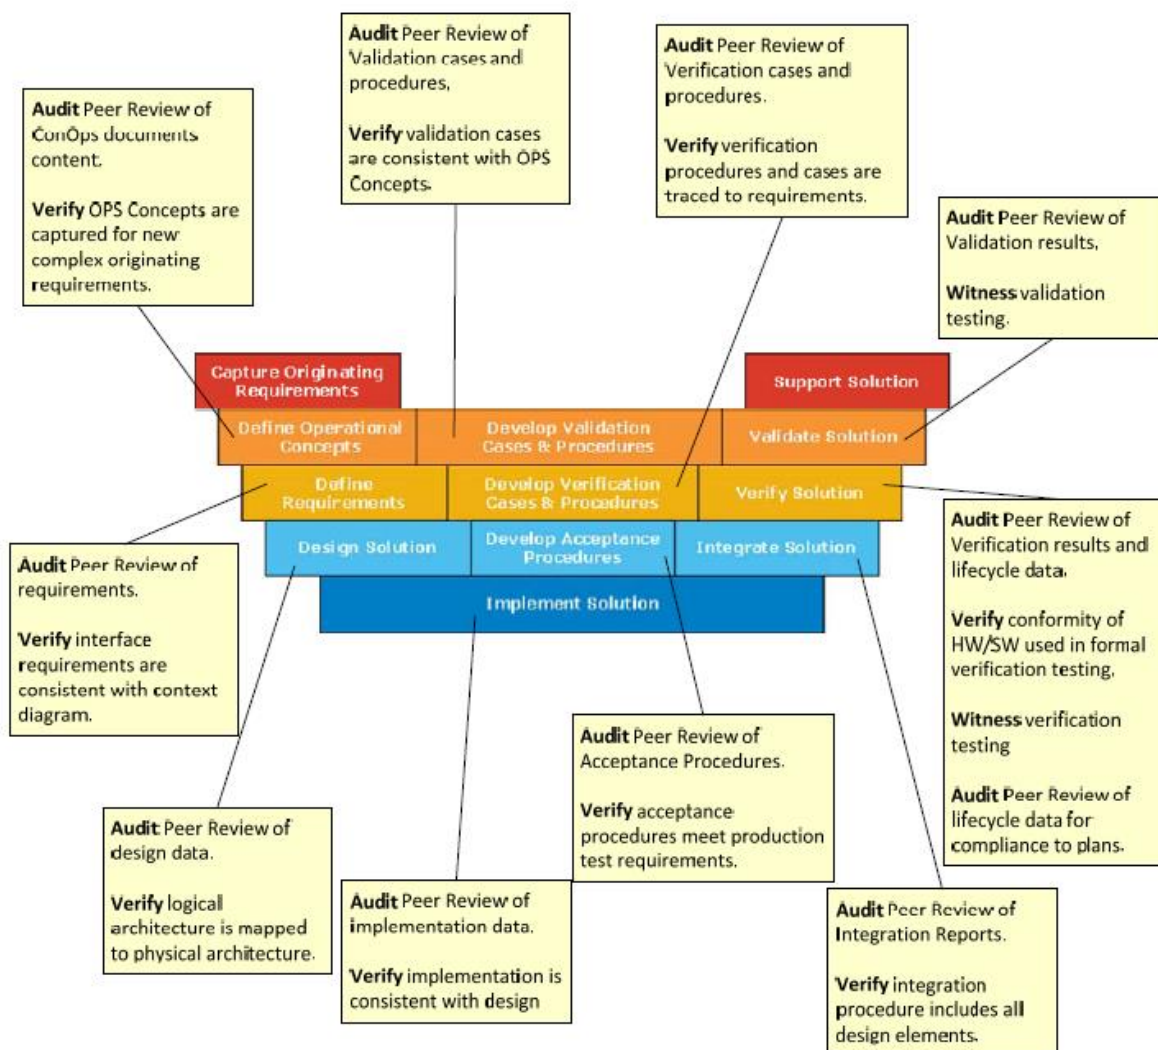 Audit Peer Review of
Validation cases and
procedures,
Verify validation cases
are consistent with OPS
Concepts.
Audit Peer Review of
Verification cases and
procedures.
Verify verification
procedures and cases are
traced to requirements.
Audit Peer Review of
ConOps documents
content.
Verify OPS Concepts are
captured for new
complex originating
requirements.
Audit Peer Review of
Validation results,
Witness validation
testing.
Capture Originating
Requirements
Support Solution
Define Operational
Concepts
Develop Validation
Cases & Procedures
Validate Solution
Define
Requirements
Develop Verification
Cases & Procedures
Verify Solution
Design Solution
Develop Acceptance
Procedures
Integrate Solution
Implement Solution
Audit Peer Review of
requirements.
Verify interface
requirements are
consistent with context
diagram.
Audit Peer Review of
Verification results and
lifecycle data.
Verify conformity of
HW/SW used in formal
verification testing.
Witness verification
testing
Audit Peer Review of
lifecycle data for
compliance to plans.
Audit Peer Review of
Acceptance Procedures.
Verify acceptance
procedures meet production
test requirements.
Audit Peer Review of
design data.
Verify logical
architecture is mapped
to physical architecture.
Audit Peer Review of
implementation data.
Verify implementation is
consistent with design
Audit Peer Review of
Integration Reports.
Verify integration
procedure includes all
design elements.